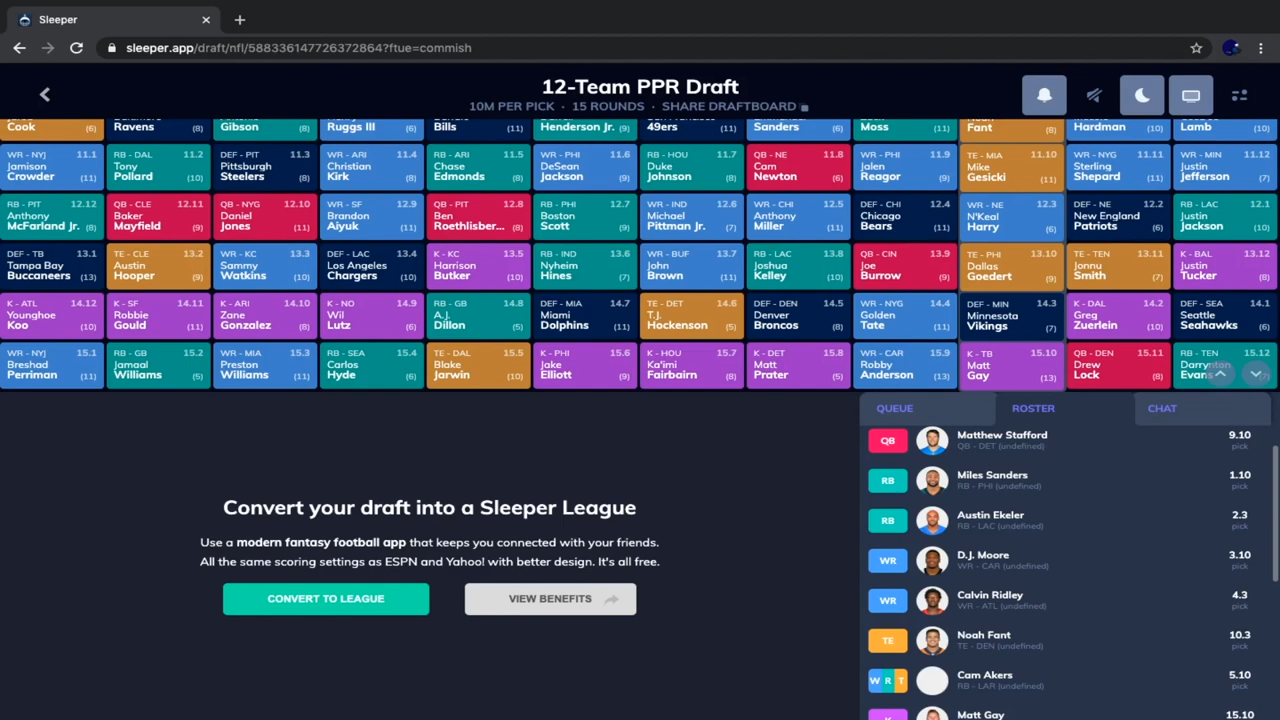 Sleeper
sleeper.app/draft/nfl/588336147726372864?ftue=commish
12-Team PPR Draft
10M PER PICK · 15 ROUNDS · SHARE DRAFTBOARD
Cook (6) Ravens (8) Gibson (8) Ruggs III (6) Bills (11) Henderson Jr. (9) 49ers (11) Sanders (6) Moss (11) Fant (8) Hardman (10) Lamb (10)
WR - NYJ 11.1 RB - DAL 11.2 DEF - PIT 11.3 WR - ARI 11.4 RB - ARI 11.5 WR - PHI 11.6 RB - HOU 11.7 QB - NE 11.8 WR - PHI 11.9 TE - MIA 11.10 WR - NYG 11.11 WR - MIN 11.12
Jamison Tony Pittsburgh Christian Chase DeSean Duke Cam Jalen Mike Sterling Justin
Crowder (11) Pollard (10) Steelers (8) Kirk (8) Edmonds (8) Jackson (9) Johnson (8) Newton (6) Reagor (9) Gesicki (11) Shepard (11) Jefferson (7)
RB - PIT 12.12 QB - CLE 12.11 QB - NYG 12.10 WR - SF 12.9 QB - PIT 12.8 RB - PHI 12.7 WR - IND 12.6 WR - CHI 12.5 DEF - CHI 12.4 WR - NE 12.3 DEF - NE 12.2 RB - LAC 12.1
Anthony Baker Daniel Brandon Ben Boston Michael Anthony Chicago N'Keal New England Justin
McFarland Jr. (8) Mayfield (9) Jones (11) Aiyuk (11) Roethlisber... (8) Scott (9) Pittman Jr. (7) Miller (11) Bears (11) Harry (6) Patriots (6) Jackson (10)
DEF - TB 13.1 TE - CLE 13.2 WR - KC 13.3 DEF - LAC 13.4 K - KC 13.5 RB - IND 13.6 WR - BUF 13.7 RB - LAC 13.8 QB - CIN 13.9 TE - PHI 13.10 TE - TEN 13.11 K - BAL 13.12
Tampa Bay Austin Sammy Los Angeles Harrison Nyheim John Joshua Joe Dallas Jonnu Justin
Buccaneers (13) Hooper (9) Watkins (10) Chargers (10) Butker (10) Hines (7) Brown (11) Kelley (10) Burrow (9) Goedert (9) Smith (7) Tucker (8)
K - ATL 14.12 K - SF 14.11 K - ARI 14.10 K - NO 14.9 RB - GB 14.8 DEF - MIA 14.7 TE - DET 14.6 DEF - DEN 14.5 WR - NYG 14.4 DEF - MIN 14.3 K - DAL 14.2 DEF - SEA 14.1
Younghoe Robbie Zane Wil A.J. Miami T.J. Denver Golden Minnesota Greg Seattle
Koo (10) Gould (11) Gonzalez (8) Lutz (6) Dillon (5) Dolphins (11) Hockenson (5) Broncos (8) Tate (11) Vikings (7) Zuerlein (10) Seahawks (6)
WR - NYJ 15.1 RB - GB 15.2 WR - MIA 15.3 RB - SEA 15.4 TE - DAL 15.5 K - PHI 15.6 K - HOU 15.7 K - DET 15.8 WR - CAR 15.9 K - TB 15.10 QB - DEN 15.11 RB - TEN 15.12
Breshad Jamaal Preston Carlos Blake Jake Ka'imi Matt Robby Matt Drew
Perriman (11) Williams (5) Williams (11) Hyde (6) Jarwin (10) Elliott (9) Fairbairn (8) Prater (5) Anderson (13) Gay (13) Lock (8) Evans
QUEUE ROSTER CHAT
QB Matthew Stafford 9.10
QB - DET (undefined) pick
RB Miles Sanders 1.10
RB - PHI (undefined) pick
RB Austin Ekeler 2.3
RB - LAC (undefined) pick
WR D.J. Moore 3.10
WR - CAR (undefined) pick
WR Calvin Ridley 4.3
WR - ATL (undefined) pick
TE Noah Fant 10.3
TE - DEN (undefined) pick
W R T Cam Akers 5.10
RB - LAR (undefined) pick
Matt Gay 15.10
Convert your draft into a Sleeper League
Use a modern fantasy football app that keeps you connected with your friends.
All the same scoring settings as ESPN and Yahoo! with better design. It's all free.
CONVERT TO LEAGUE VIEW BENEFITS